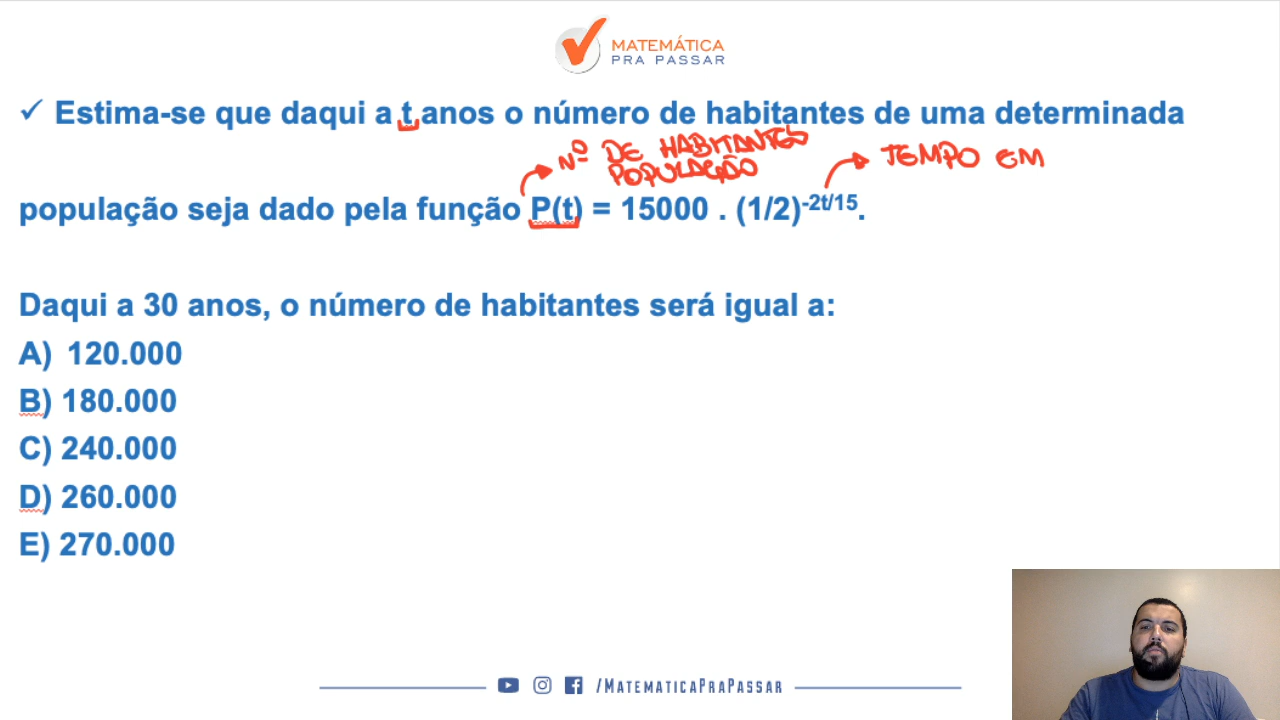 MATEMÁTICA
PRA PASSAR
✓ Estima-se que daqui a t anos o número de habitantes de uma determinada
Nº DE HABITANTES
POPULAÇÃO
TEMPO EM
população seja dado pela função P(t) = 15000 . (1/2)-2t/15.
Daqui a 30 anos, o número de habitantes será igual a:
A) 120.000
B) 180.000
C) 240.000
D) 260.000
E) 270.000
/MATEMATICAPRAPASSAR